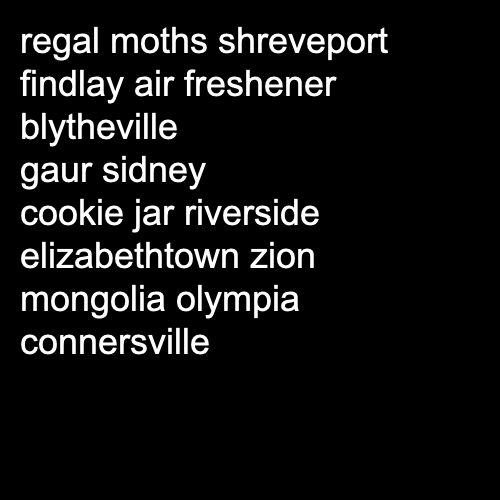 regal moths shreveport
findlay air freshener
blytheville
gaur sidney
cookie jar riverside
elizabethtown zion
mongolia olympia
connersville